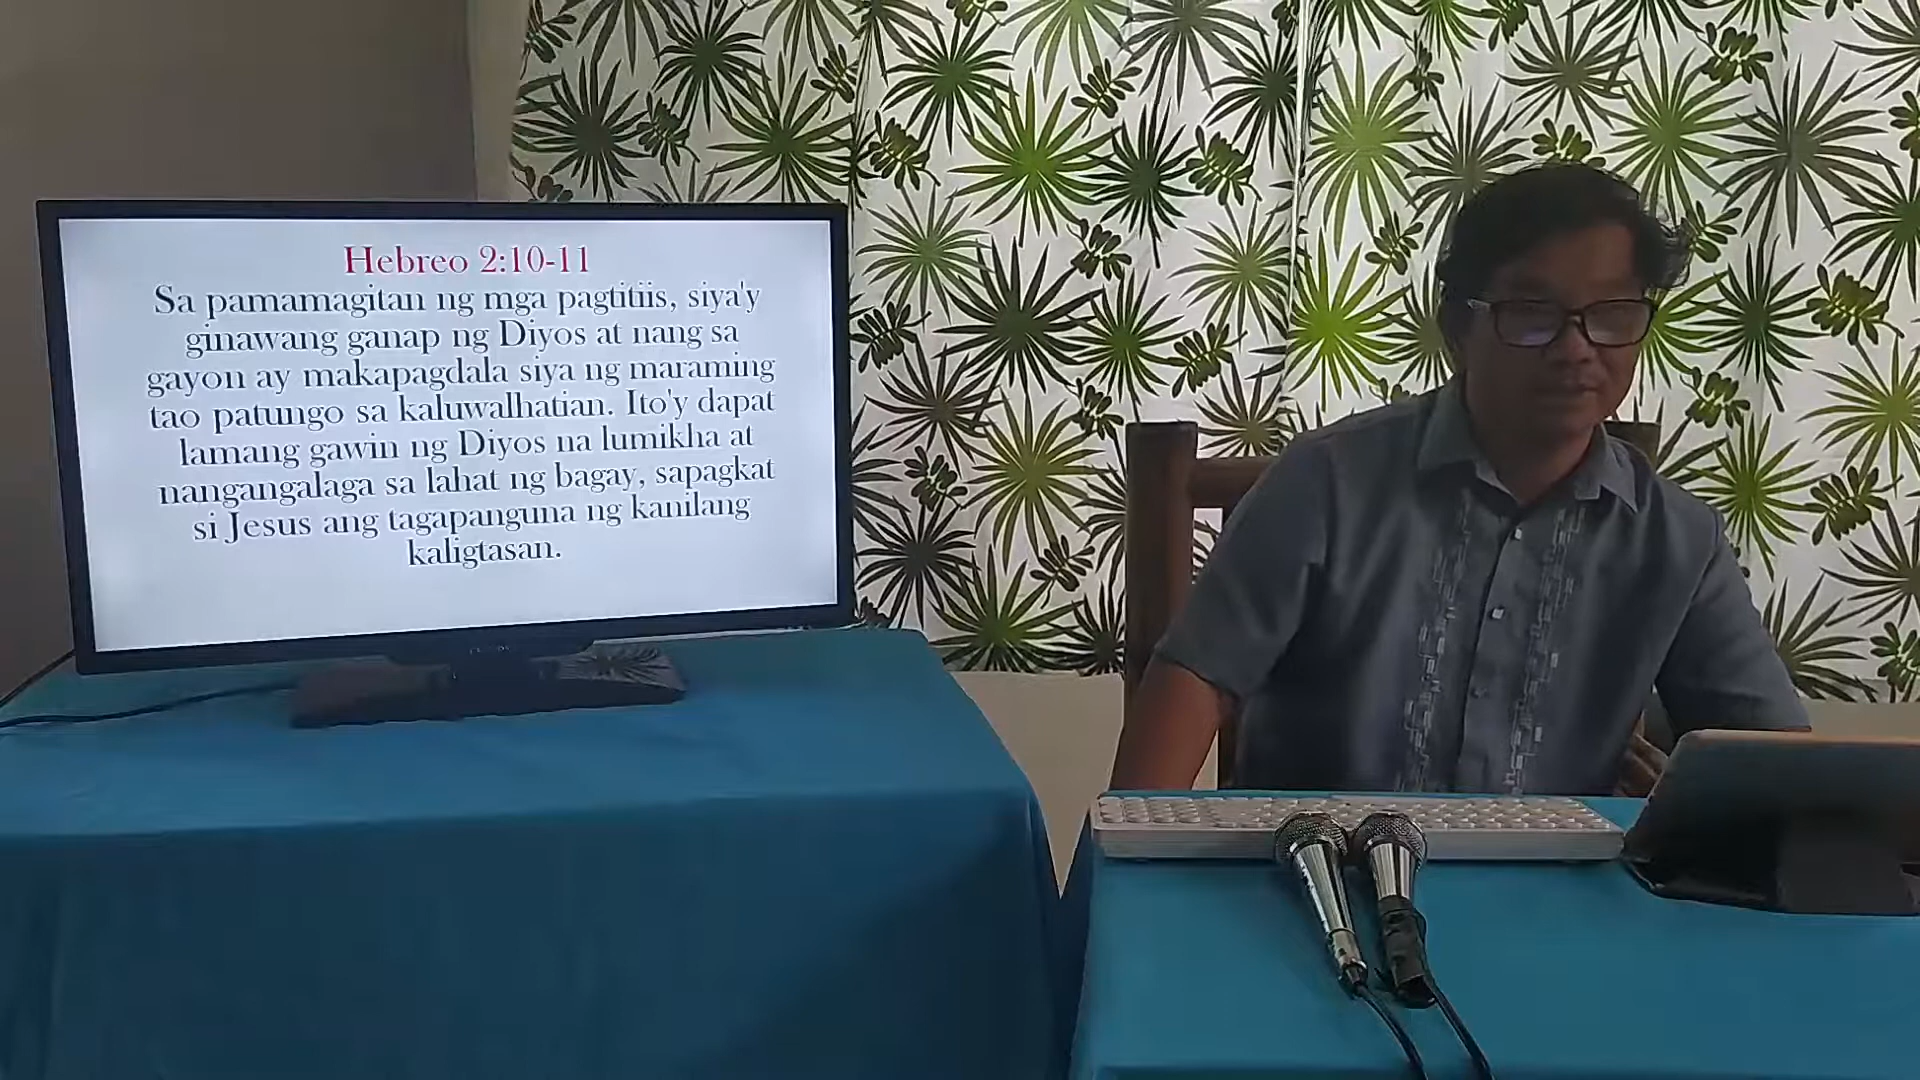 Hebreo 2:10-11
Sa pamamagitan ng mga pagtitiis, siya'y
ginawang ganap ng Diyos at nang sa
gayon ay makapagdala siya ng maraming
tao patungo sa kaluwalhatian. Ito'y dapat
lamang gawin ng Diyos na lumikha at
nangangalaga sa lahat ng bagay, sapagkat
si Jesus ang tagapanguna ng kanilang
kaligtasan.